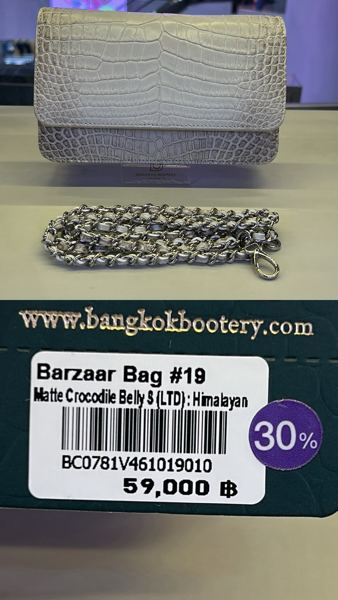 www.bangkokbootery.com
Barzaar Bag #19
Matte Crocodile Belly S (LTD) : Himalayan
30%
BC0781V461019010
59,000 ฿